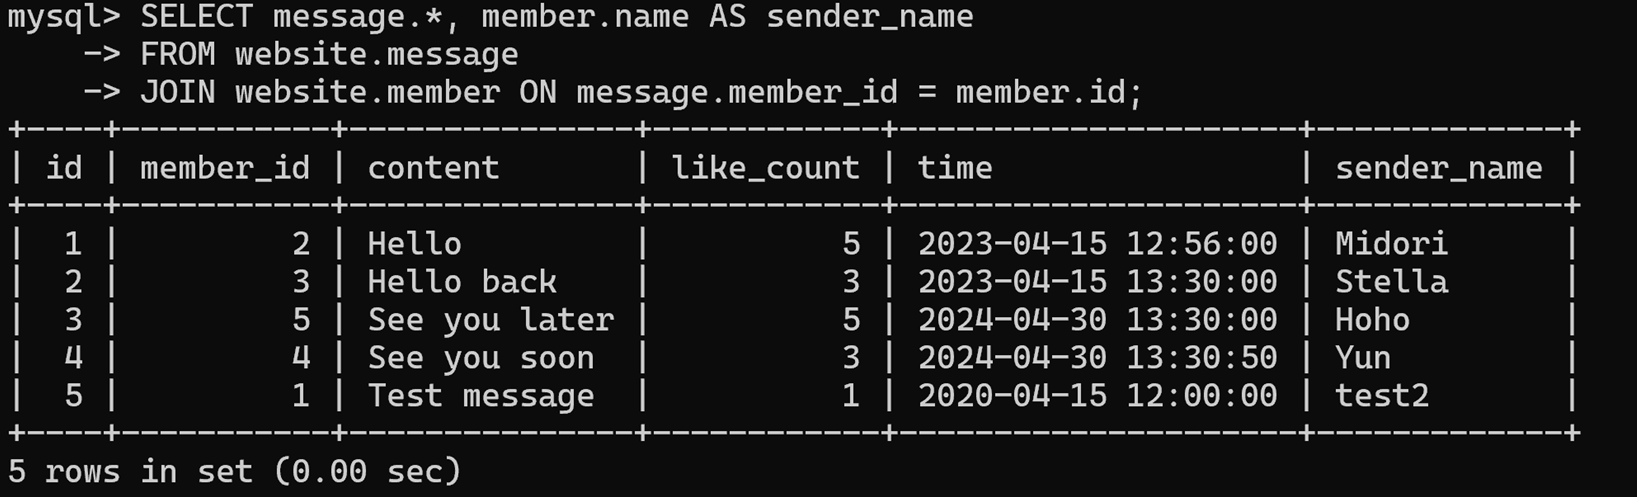 mysql> SELECT message.*, member.name AS sender_name
    -> FROM website.message
    -> JOIN website.member ON message.member_id = member.id;
+----+-----------+--------------+------------+---------------------+-------------+
| id | member_id | content      | like_count | time                | sender_name |
+----+-----------+--------------+------------+---------------------+-------------+
|  1 |         2 | Hello        |          5 | 2023-04-15 12:56:00 | Midori      |
|  2 |         3 | Hello back   |          3 | 2023-04-15 13:30:00 | Stella      |
|  3 |         5 | See you later |          5 | 2024-04-30 13:30:00 | Hoho        |
|  4 |         4 | See you soon |          3 | 2024-04-30 13:30:50 | Yun         |
|  5 |         1 | Test message |          1 | 2020-04-15 12:00:00 | test2       |
+----+-----------+--------------+------------+---------------------+-------------+
5 rows in set (0.00 sec)